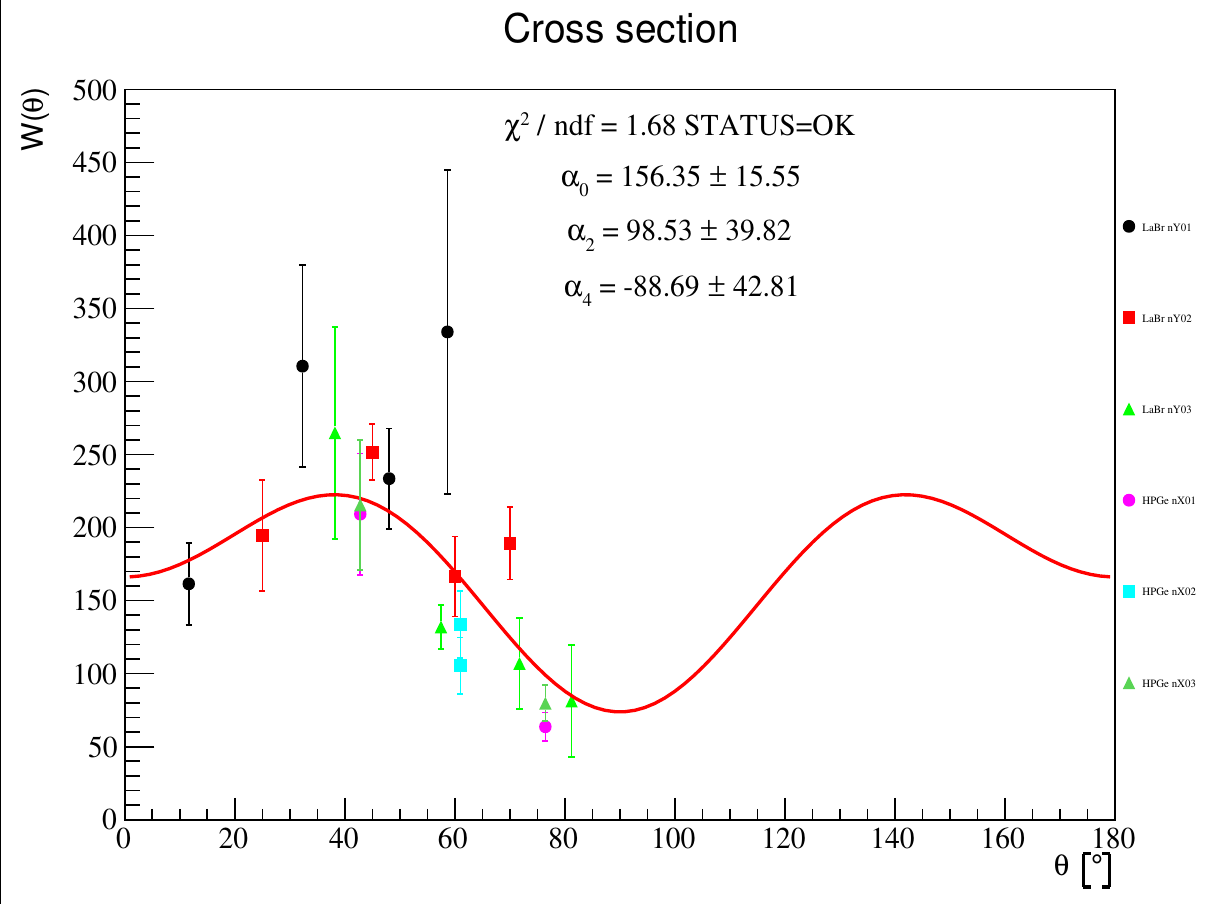 Cross section
W(θ)
500
450
400
350
300
250
200
150
100
50
0
χ² / ndf = 1.68 STATUS=OK
α₀ = 156.35 ± 15.55
α₂ = 98.53 ± 39.82
α₄ = -88.69 ± 42.81
LaBr nY01
LaBr nY02
LaBr nY03
HPGe nX01
HPGe nX02
HPGe nX03
0 20 40 60 80 100 120 140 160 180
θ [°]